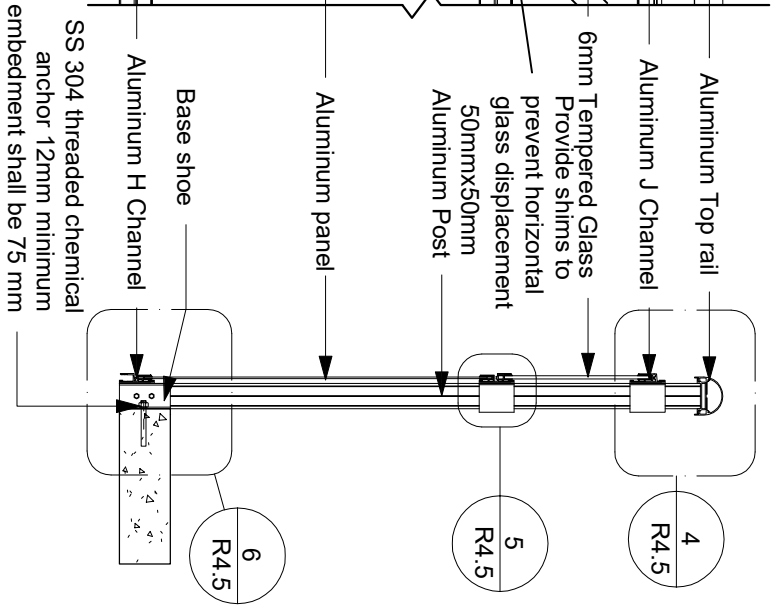 Aluminum Top rail
Aluminum J Channel
6mm Tempered Glass
Provide shims to
prevent horizontal
glass displacement
50mmx50mm
Aluminum Post
Aluminum panel
Base shoe
Aluminum H Channel
SS 304 threaded chemical
anchor 12mm minimum
embedment shall be 75 mm
4
R4.5
5
R4.5
6
R4.5